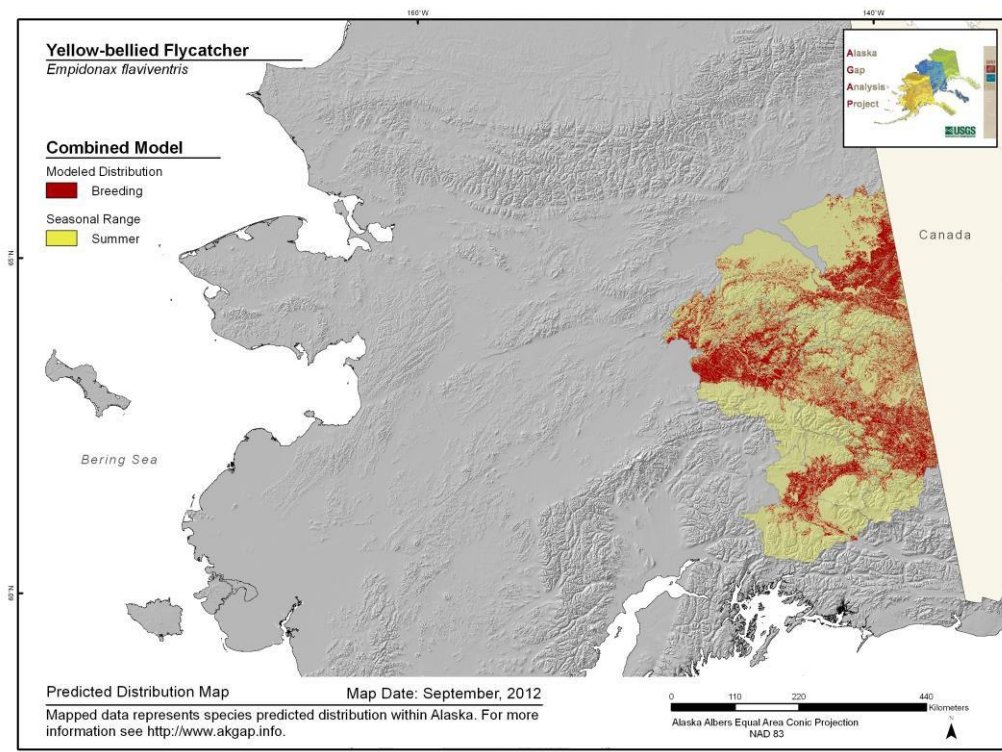 160°W
140°W
Yellow-bellied Flycatcher
Empidonax flaviventris
Alaska
Gap
Analysis
Project
USGS
Combined Model
Modeled Distribution
Breeding
Seasonal Range
Summer
Canada
65°N
Bering Sea
60°N
Predicted Distribution Map
Map Date: September, 2012
Mapped data represents species predicted distribution within Alaska. For more
information see http://www.akgap.info.
0 110 220 440
Kilometers
Alaska Albers Equal Area Conic Projection
NAD 83
N